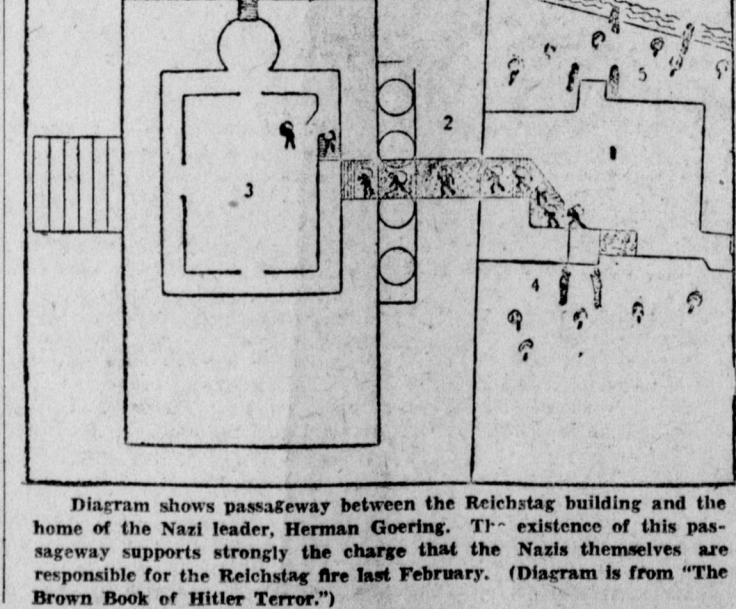 2
5
3
4
Diagram shows passageway between the Reichstag building and the
home of the Nazi leader, Herman Goering. existence of this pas-
sageway supports strongly the charge that the Nazis themselves are
responsible for the Reichstag fire last February. (Diagram is from "The
Brown Book of Hitler Terror.")